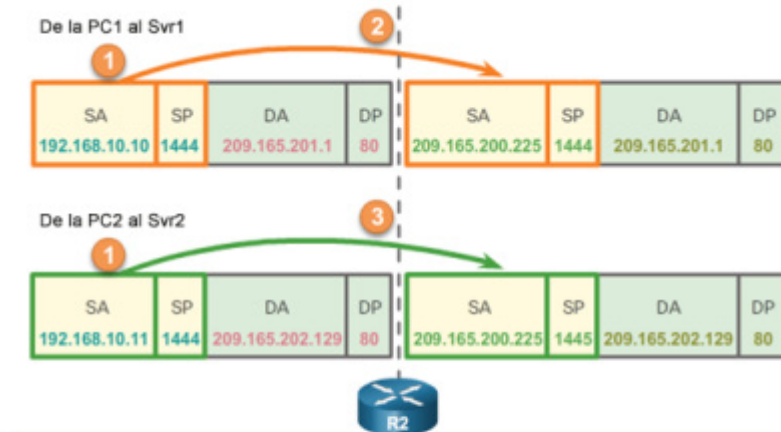 De la PC1 al Svr1
2
1
SA SP DA DP SA SP DA DP
192.168.10.10 1444 209.165.201.1 80 209.165.200.225 1444 209.165.201.1 80
De la PC2 al Svr2
3
1
SA SP DA DP SA SP DA DP
192.168.10.11 1444 209.165.202.129 80 209.165.200.225 1445 209.165.202.129 80
R2